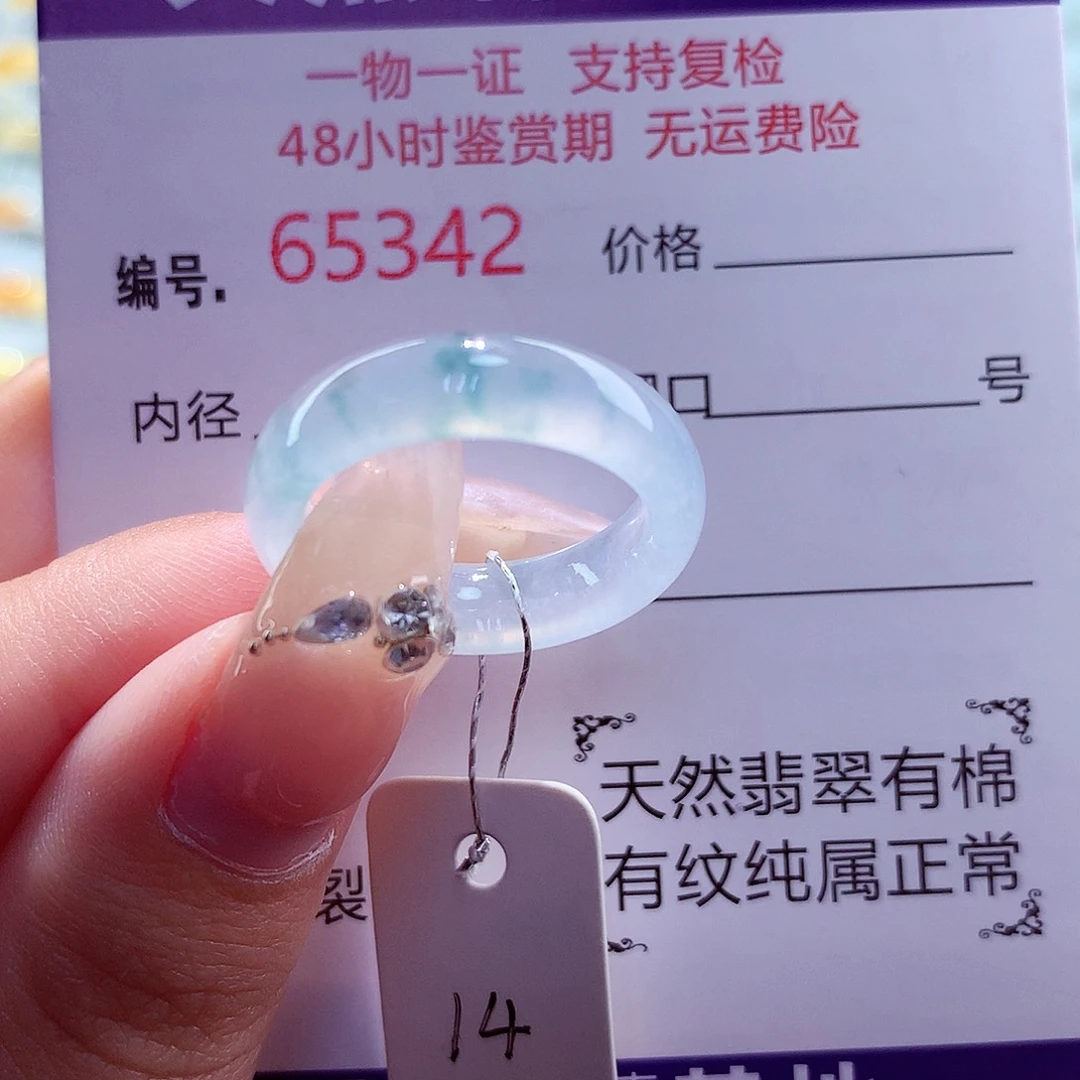 一物一证 支持复检
48小时鉴赏期 无运费险
编号. 65342 价格
内径 口 号
天然翡翠有棉
有纹纯属正常
裂
14